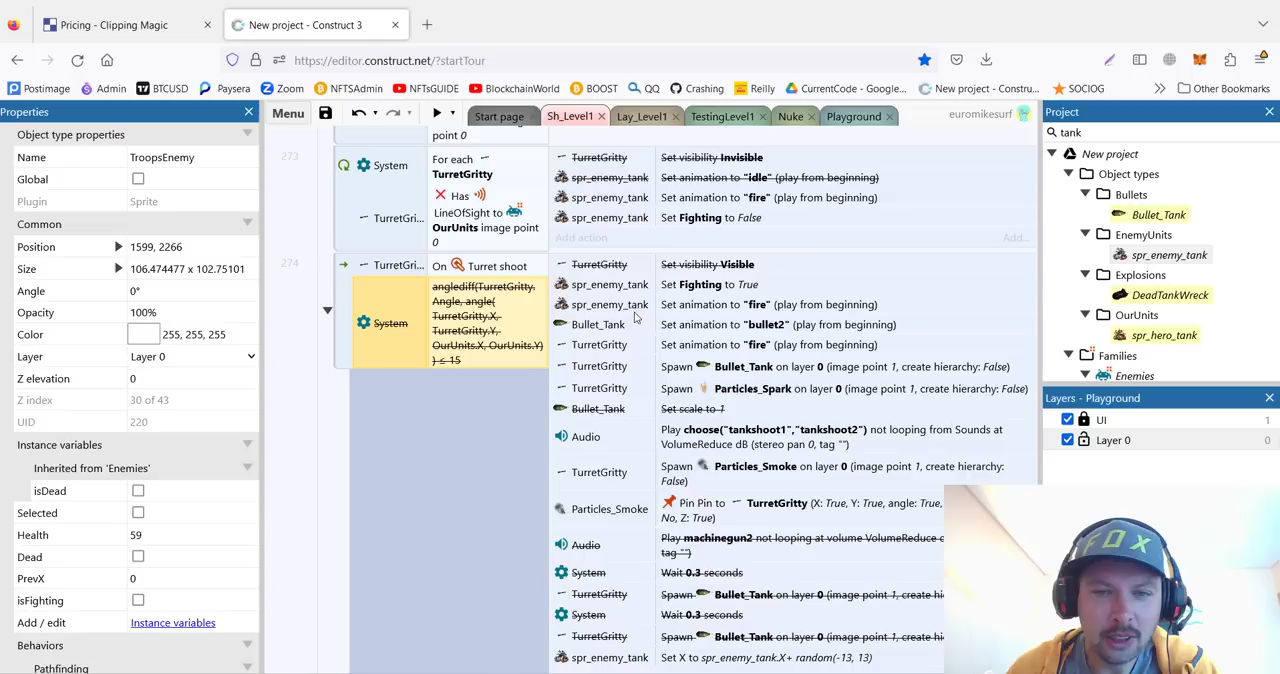 Pricing - Clipping Magic
New project - Construct 3
https://editor.construct.net/?startTour
Postimage
Admin
BTCUSD
Paysera
Zoom
NFTSAdmin
NFTsGUIDE
BlockchainWorld
BOOST
QQ
Crashing
Reilly
CurrentCode - Google...
New project - Constru...
SOCIOG
Other Bookmarks
Properties
Menu
Start page
Sh_Level1
Lay_Level1
TestingLevel1
Nuke
Playground
euromikesurf
Project
Object type properties
Name TroopsEnemy
Global
Plugin Sprite
Common
Position 1599, 2266
Size 106.474477 x 102.75101
Angle 0°
Opacity 100%
Color 255, 255, 255
Layer Layer 0
Z elevation 0
Z index 30 of 43
UID 220
Instance variables
Inherited from 'Enemies'
isDead
Selected
Health 59
Dead
PrevX 0
isFighting
Add / edit Instance variables
Behaviors
Pathfinding
point 0
273
System
For each
TurretGritty
Has
TurretGri...
LineOfSight to
OurUnits image point
0
TurretGritty Set visibility Invisible
spr_enemy_tank Set animation to "idle" (play from beginning)
spr_enemy_tank Set animation to "fire" (play from beginning)
spr_enemy_tank Set Fighting to False
Add action
Add...
274
TurretGri... On Turret shoot
System
anglediff(TurretGritty.
Angle, angle(
TurretGritty.X,
TurretGritty.Y,
OurUnits.X, OurUnits.Y)
) ≤ 15
TurretGritty Set visibility Visible
spr_enemy_tank Set Fighting to True
spr_enemy_tank Set animation to "fire" (play from beginning)
Bullet_Tank Set animation to "bullet2" (play from beginning)
TurretGritty Set animation to "fire" (play from beginning)
TurretGritty Spawn Bullet_Tank on layer 0 (image point 1, create hierarchy: False)
TurretGritty Spawn Particles_Spark on layer 0 (image point 1, create hierarchy: False)
Bullet_Tank Set scale to 1
Audio Play choose("tankshoot1","tankshoot2") not looping from Sounds at
VolumeReduce dB (stereo pan 0, tag "")
TurretGritty Spawn Particles_Smoke on layer 0 (image point 1, create hierarchy:
False)
Particles_Smoke Pin Pin to TurretGritty (X: True, Y: True, angle: True,
No, Z: True)
Audio Play machinegun2 not looping at volume VolumeReduce
tag "")
System Wait 0.3 seconds
TurretGritty Spawn Bullet_Tank on layer 0 (image point 1, create hi
System Wait 0.3 seconds
TurretGritty Spawn Bullet_Tank on layer 0 (image point 1, create hi
spr_enemy_tank Set X to spr_enemy_tank.X+ random(-13, 13)
tank
New project
Object types
Bullets
Bullet_Tank
EnemyUnits
spr_enemy_tank
Explosions
DeadTankWreck
OurUnits
spr_hero_tank
Families
Enemies
Layers - Playground
UI 1
Layer 0 0
FOX